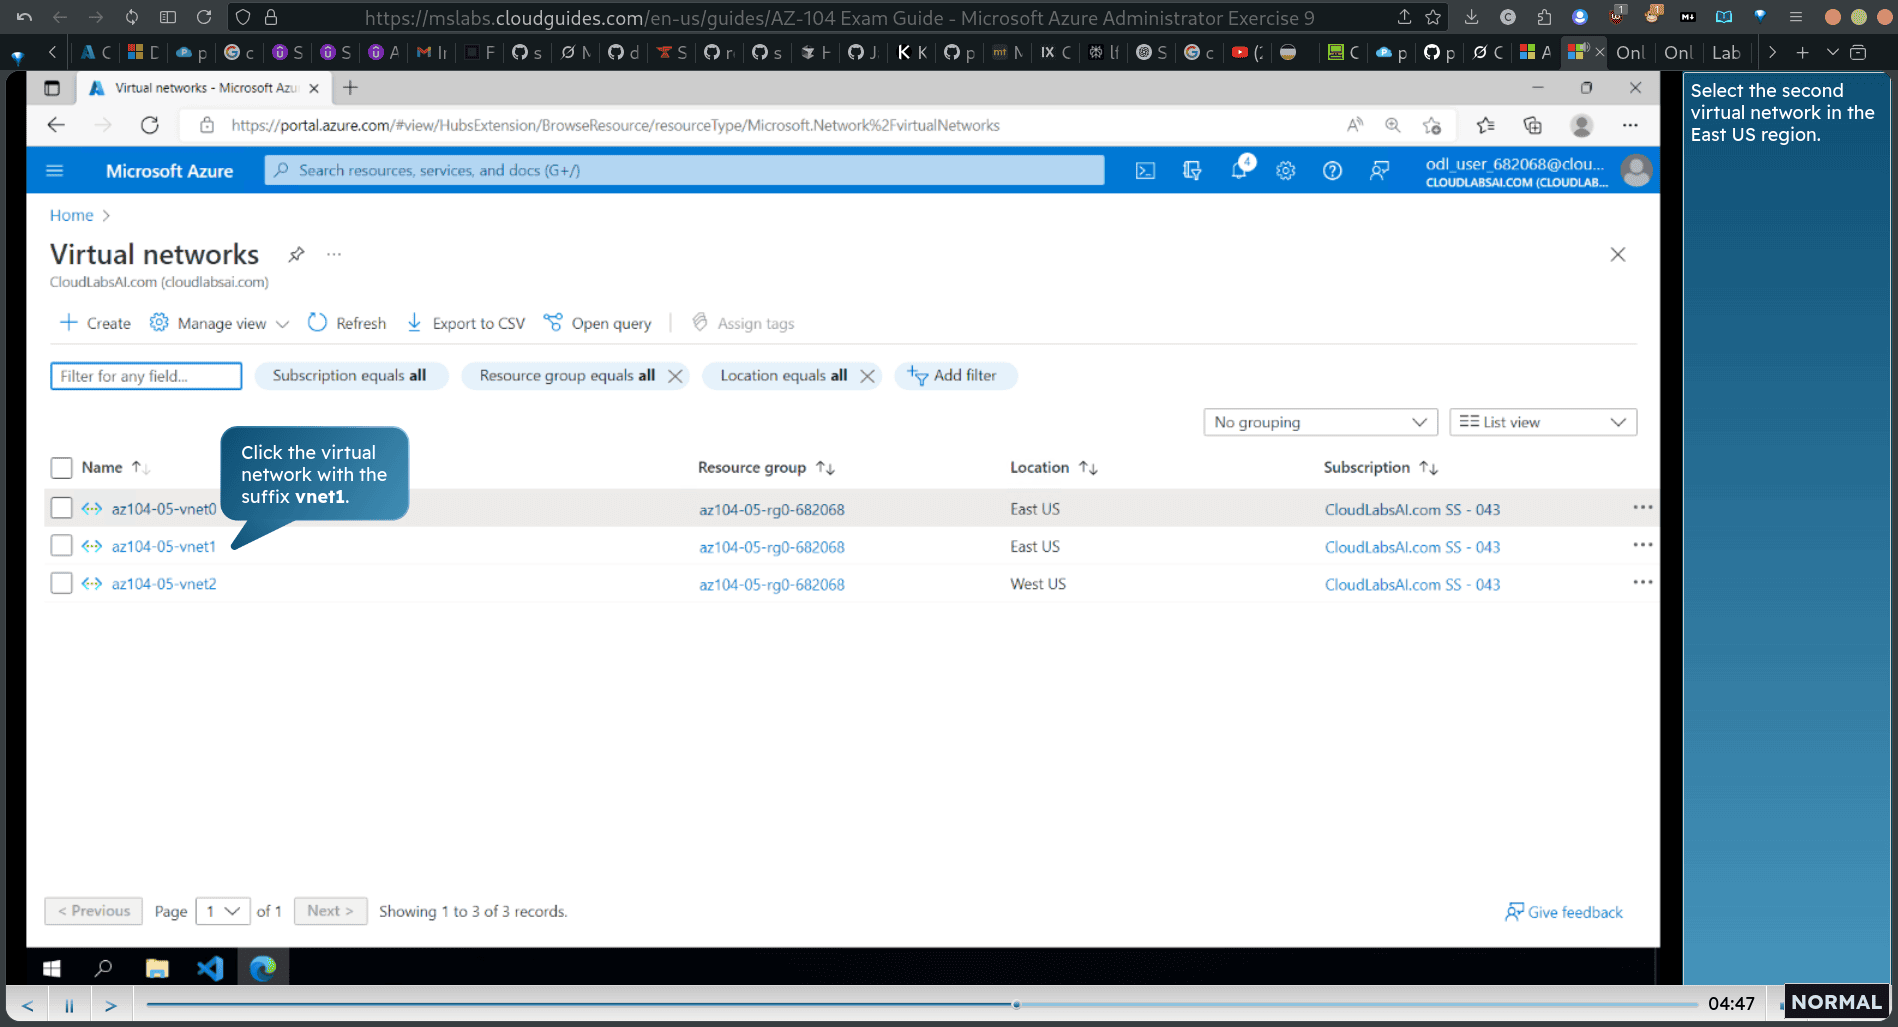 https://mslabs.cloudguides.com/en-us/guides/AZ-104 Exam Guide - Microsoft Azure Administrator Exercise 9
Onl Onl Lab
Select the second
virtual network in the
East US region.
Virtual networks - Microsoft Azu
https://portal.azure.com/#view/HubsExtension/BrowseResource/resourceType/Microsoft.Network%2FvirtualNetworks
Microsoft Azure
Search resources, services, and docs (G+/)
4
odl_user_682068@clou...
CLOUDLABSAI.COM (CLOUDLAB...
Home
Virtual networks
CloudLabsAI.com (cloudlabsai.com)
Create Manage view Refresh Export to CSV Open query Assign tags
Filter for any field... Subscription equals all Resource group equals all Location equals all Add filter
No grouping List view
Click the virtual
network with the
suffix vnet1.
Name Resource group Location Subscription
az104-05-vnet0 az104-05-rg0-682068 East US CloudLabsAI.com SS - 043
az104-05-vnet1 az104-05-rg0-682068 East US CloudLabsAI.com SS - 043
az104-05-vnet2 az104-05-rg0-682068 West US CloudLabsAI.com SS - 043
< Previous Page 1 of 1 Next > Showing 1 to 3 of 3 records. Give feedback
04:47 NORMAL